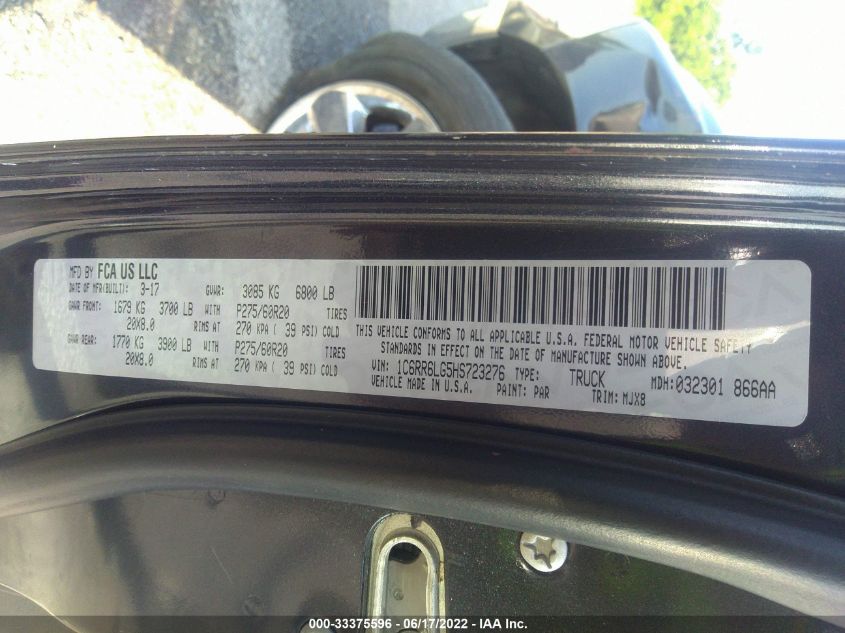 MFD BY FCA US LLC
DATE OF MFR(BUILT): 3-17 GVWR: 3085 KG 6800 LB
GAWR FRONT: 1679 KG 3700 LB WITH P275/60R20 TIRES
20X8.0 RIMS AT 270 KPA ( 39 PSI) COLD
GAWR REAR: 1770 KG 3900 LB WITH P275/60R20 TIRES
20X8.0 RIMS AT 270 KPA ( 39 PSI) COLD
THIS VEHICLE CONFORMS TO ALL APPLICABLE U.S.A. FEDERAL MOTOR VEHICLE SAFETY
STANDARDS IN EFFECT ON THE DATE OF MANUFACTURE SHOWN ABOVE.
VIN: 1C6RR6LG5HS723276 TYPE: TRUCK MDH:032301 866AA
VEHICLE MADE IN U.S.A. PAINT: PAR TRIM: MJX8
000-33375596 - 06/17/2022 - IAA Inc.